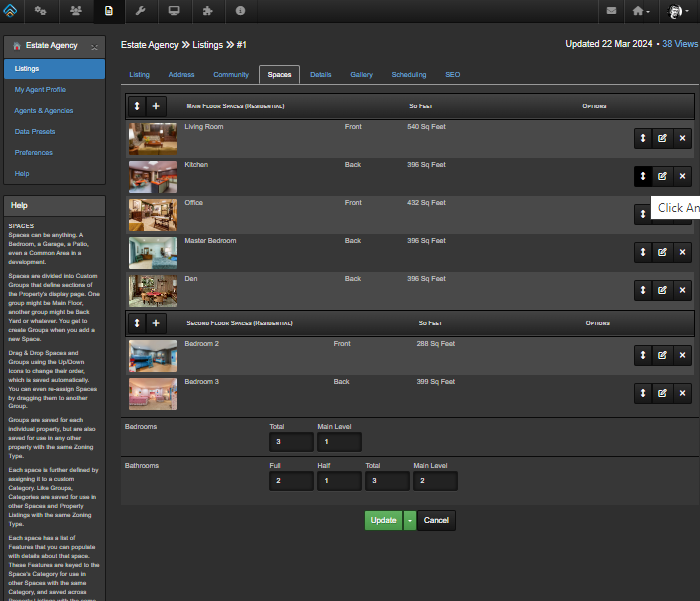 Estate Agency
Estate Agency » Listings » #1
Updated 22 Mar 2024 • 38 Views
Listings
My Agent Profile
Agents & Agencies
Data Presets
Preferences
Help
Listing Address Community Spaces Details Gallery Scheduling SEO
MAIN FLOOR SPACES (RESIDENTIAL) SQ FEET OPTIONS
Living Room Front 540 Sq Feet
Kitchen Back 396 Sq Feet
Office Front 432 Sq Feet
Click An
Master Bedroom Back 396 Sq Feet
Den Back 396 Sq Feet
SECOND FLOOR SPACES (RESIDENTIAL) SQ FEET OPTIONS
Bedroom 2 Front 288 Sq Feet
Bedroom 3 Back 399 Sq Feet
Bedrooms
Total Main Level
3 1
Bathrooms
Full Half Total Main Level
2 1 3 2
Update Cancel
Help
SPACES
Spaces can be anything. A
Bedroom, a Garage, a Patio,
even a Common Area in a
development.
Spaces are divided into Custom
Groups that define sections of
the Property's display page. One
group might be Main Floor,
another group might be Back
Yard or whatever. You get to
create Groups when you add a
new Space.
Drag & Drop Spaces and
Groups using the Up/Down
Icons to change their order,
which is saved automatically.
You can even re-assign Spaces
by dragging them to another
Group.
Groups are saved for each
individual property, but are also
saved for use in any other
property with the same Zoning
Type.
Each space is further defined by
assigning it to a custom
Category. Like Groups,
Categories are saved for use in
other Spaces and Property
Listings with the same Zoning
Type.
Each space has a list of
Features that you can populate
with details about that space.
These Features are keyed to the
Space's Category for use in
other Spaces with the same
Category, and saved across
Property Listings with the same